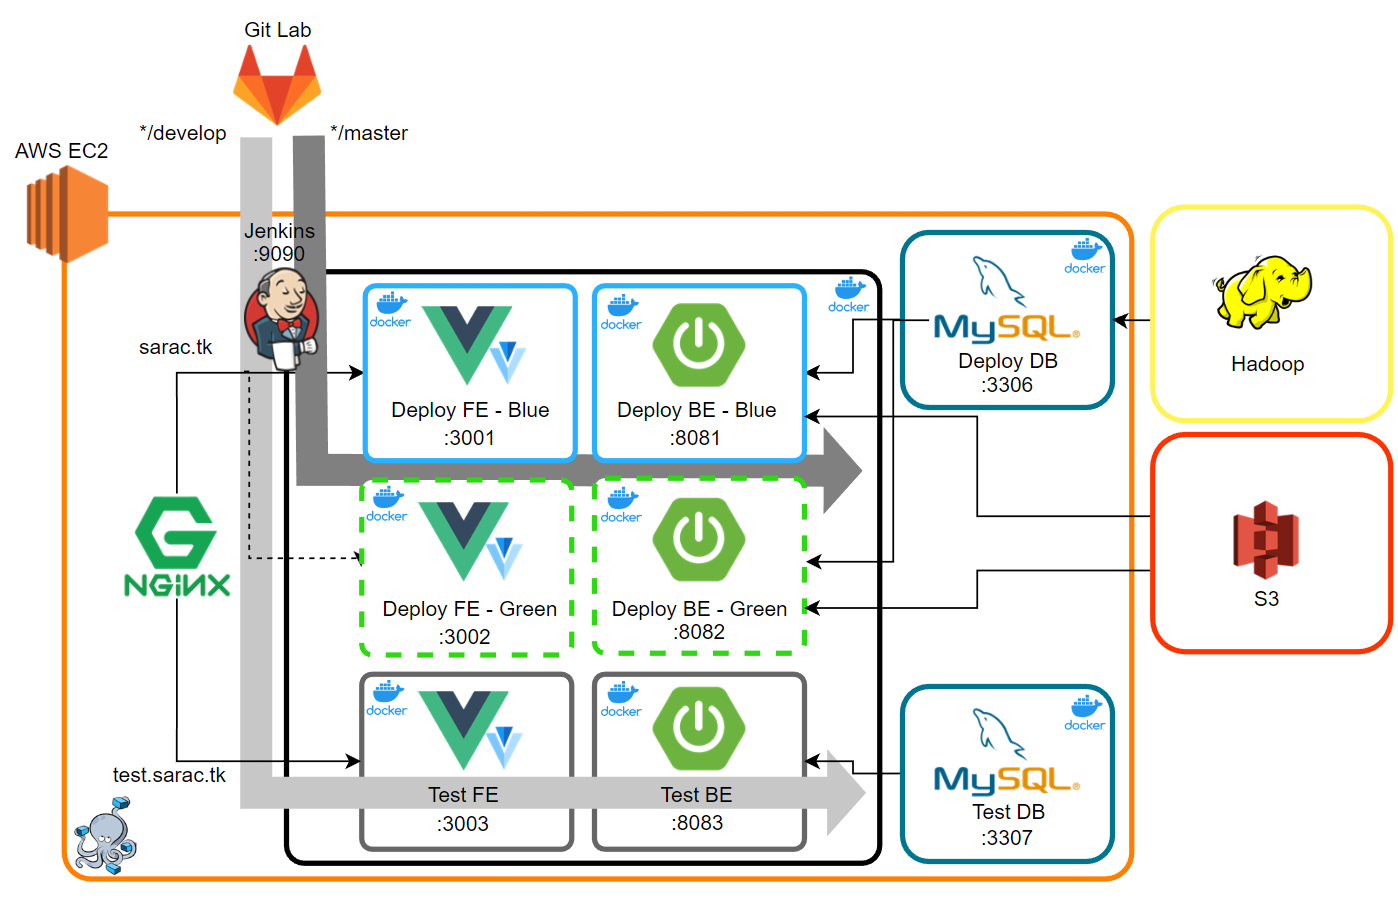 Git Lab
*/develop
*/master
AWS EC2
Jenkins
:9090
docker
docker
docker
docker
MySQL®
Deploy DB
:3306
Hadoop
sarac.tk
Deploy FE - Blue
:3001
Deploy BE - Blue
:8081
docker
docker
NGiNX
Deploy FE - Green
:3002
Deploy BE - Green
:8082
S3
docker
docker
docker
MySQL®
Test DB
:3307
test.sarac.tk
Test FE
:3003
Test BE
:8083